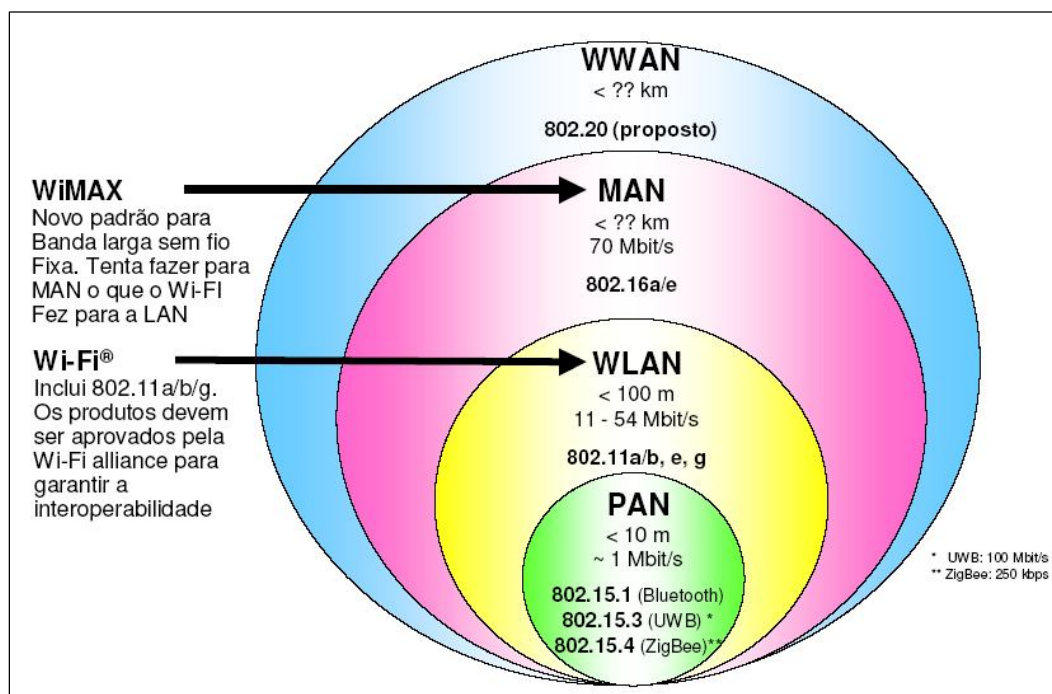 WWAN
< ?? km
802.20 (proposto)
WiMAX
Novo padrão para
Banda larga sem fio
Fixa. Tenta fazer para
MAN o que o Wi-FI
Fez para a LAN
MAN
< ?? km
70 Mbit/s
802.16a/e
Wi-Fi®
Inclui 802.11a/b/g.
Os produtos devem
ser aprovados pela
Wi-Fi alliance para
garantir a
interoperabilidade
WLAN
< 100 m
11 - 54 Mbit/s
802.11a/b, e, g
PAN
< 10 m
~ 1 Mbit/s
802.15.1 (Bluetooth)
802.15.3 (UWB) *
802.15.4 (ZigBee)**
* UWB: 100 Mbit/s
** ZigBee: 250 kbps